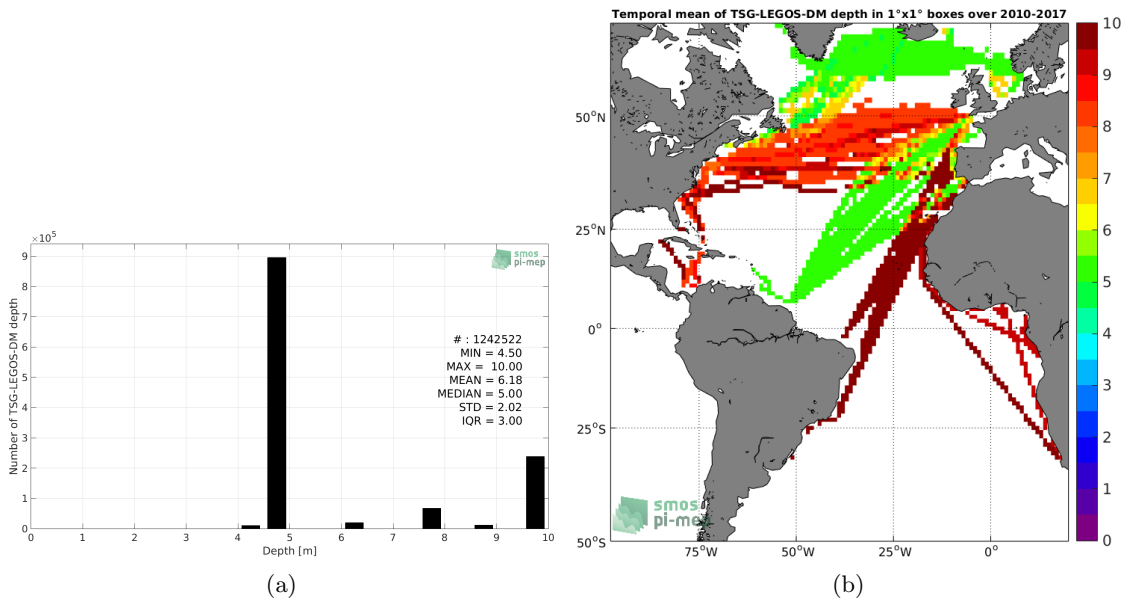 ×10⁵
9
8
7
6
5
4
3
2
1
0
Number of TSG-LEGOS-DM depth
smos
pi-mep
# : 1242522
MIN = 4.50
MAX = 10.00
MEAN = 6.18
MEDIAN = 5.00
STD = 2.02
IQR = 3.00
0 1 2 3 4 5 6 7 8 9 10
Depth [m]
(a)
Temporal mean of TSG-LEGOS-DM depth in 1°x1° boxes over 2010-2017
50°N
25°N
0°
25°S
50°S
75°W 50°W 25°W 0°
smos
pi-mep
10
9
8
7
6
5
4
3
2
1
0
(b)